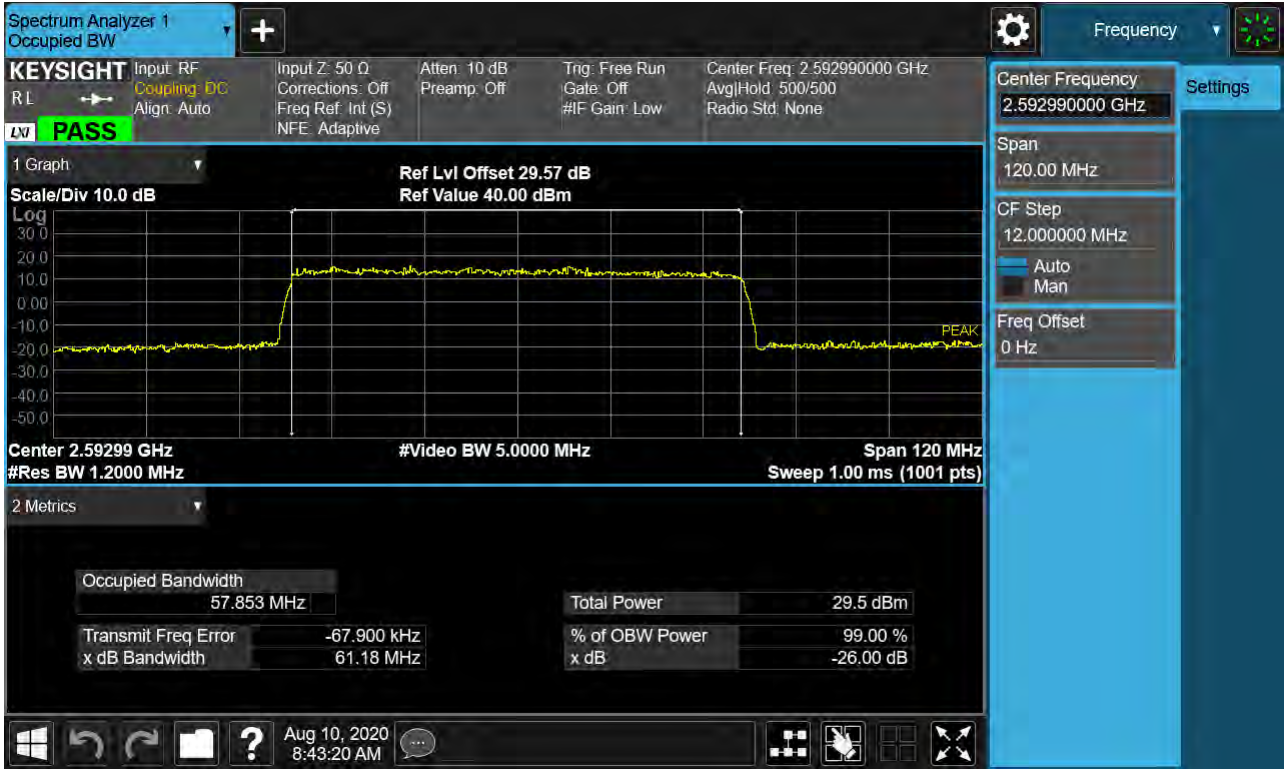 Spectrum Analyzer 1
Occupied BW
+
Frequency
KEYSIGHT
Input: RF
Coupling: DC
Align: Auto
R L
LXI
PASS
Input Z: 50 Ω
Corrections: Off
Freq Ref: Int (S)
NFE: Adaptive
Atten: 10 dB
Preamp: Off
Trig: Free Run
Gate: Off
#IF Gain: Low
Center Freq: 2.592990000 GHz
Avg|Hold: 500/500
Radio Std: None
Center Frequency
2.592990000 GHz
Settings
Span
120.00 MHz
CF Step
12.000000 MHz
Auto
Man
Freq Offset
0 Hz
1 Graph
Scale/Div 10.0 dB
Ref Lvl Offset 29.57 dB
Ref Value 40.00 dBm
Log
30.0
20.0
10.0
0.00
-10.0
-20.0
-30.0
-40.0
-50.0
PEAK
Center 2.59299 GHz
#Video BW 5.0000 MHz
Span 120 MHz
#Res BW 1.2000 MHz
Sweep 1.00 ms (1001 pts)
2 Metrics
Occupied Bandwidth
57.853 MHz
Total Power 29.5 dBm
Transmit Freq Error -67.900 kHz
% of OBW Power 99.00 %
x dB Bandwidth 61.18 MHz
x dB -26.00 dB
?
Aug 10, 2020
8:43:20 AM